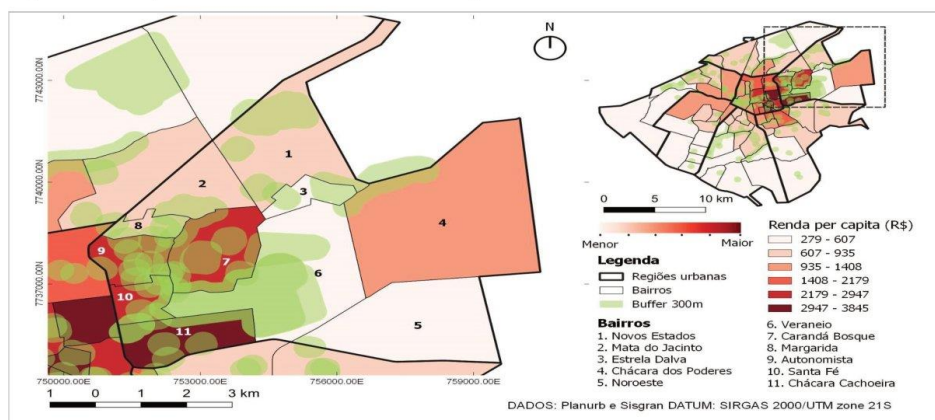 7743000.00N
7740000.00N
7737000.00N
1
2
3
4
5
6
7
8
9
10
11
750000.00E
753000.00E
756000.00E
759000.00E
1 0 1 2 3 km
N
0 5 10 km
Menor Maior
Legenda
Regiões urbanas
Bairros
Buffer 300m
Renda per capita (R$)
279 - 607
607 - 935
935 - 1408
1408 - 2179
2179 - 2947
2947 - 3845
Bairros
1. Novos Estados
2. Mata do Jacinto
3. Estrela Dalva
4. Chácara dos Poderes
5. Noroeste
6. Veraneio
7. Carandá Bosque
8. Margarida
9. Autonomista
10. Santa Fé
11. Chácara Cachoeira
DADOS: Planurb e Sisgran DATUM: SIRGAS 2000/UTM zone 21S